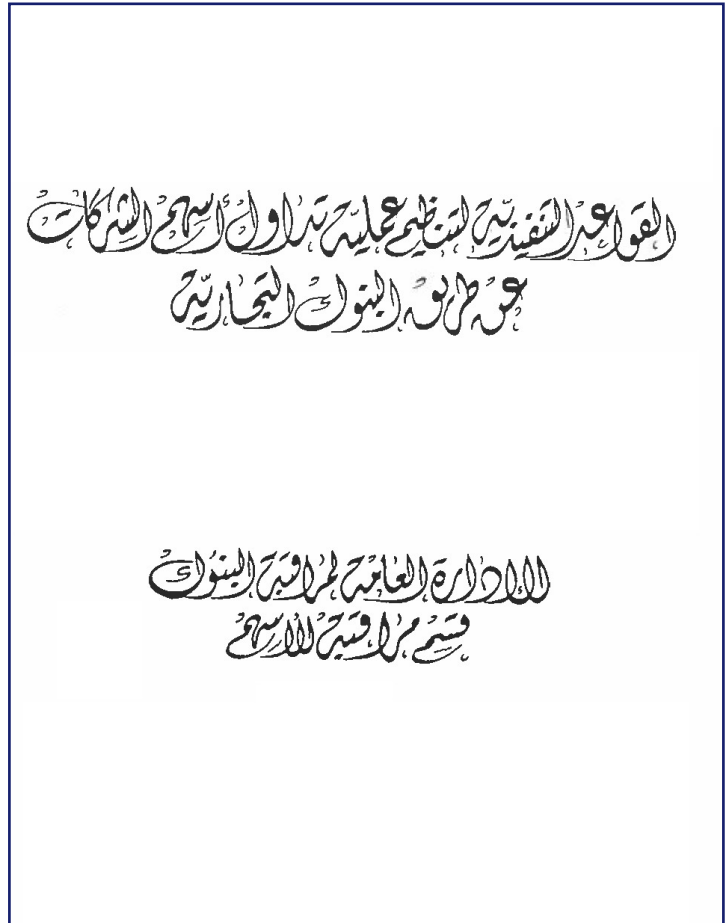 القواعد التنفيذية لتنظيم عملية تداول أسهم الشركات
عن طريق البنوك التجارية
الإدارة العامة لمراقبة البنوك
قسم مراقبة الأسهم